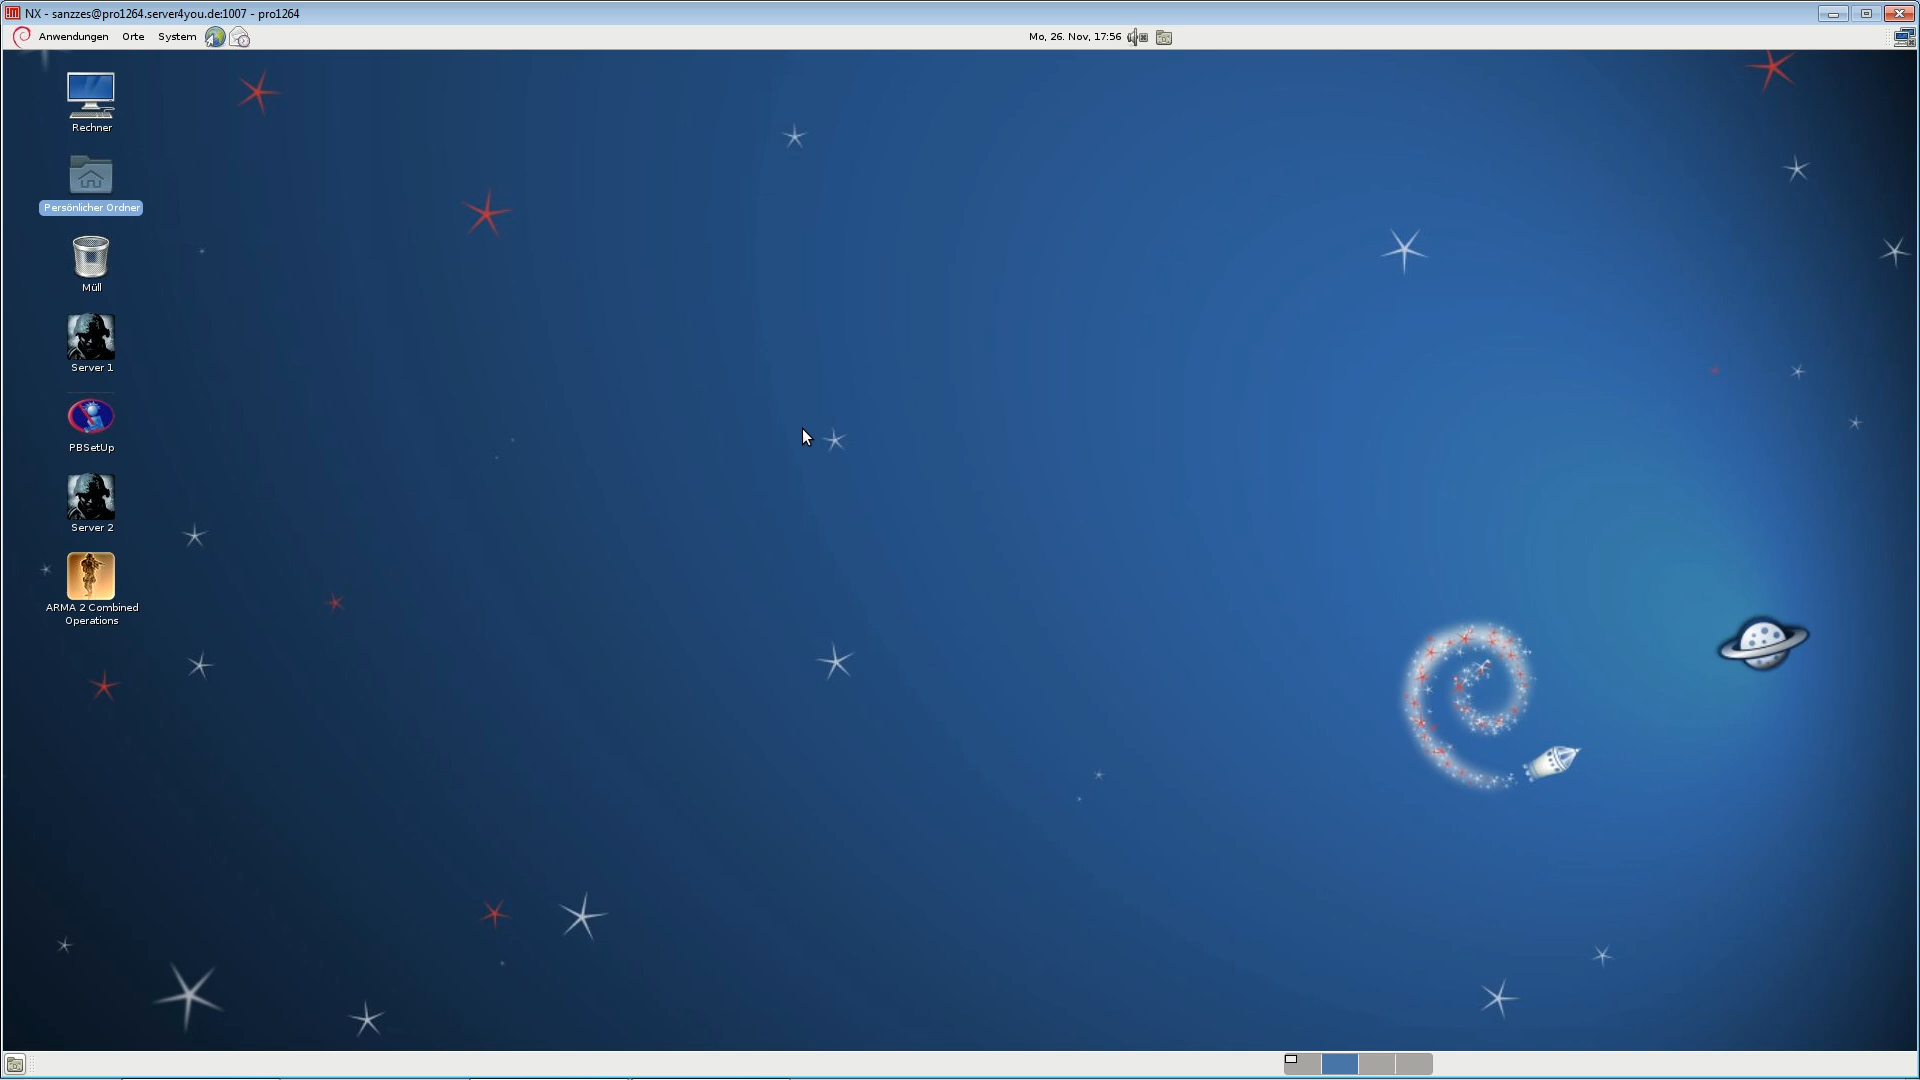 NX - sanzzes@pro1264.server4you.de:1007 - pro1264
Anwendungen Orte System Mo, 26. Nov, 17:56
Rechner
Persönlicher Ordner
Müll
Server 1
PBSetUp
Server 2
ARMA 2 Combined
Operations